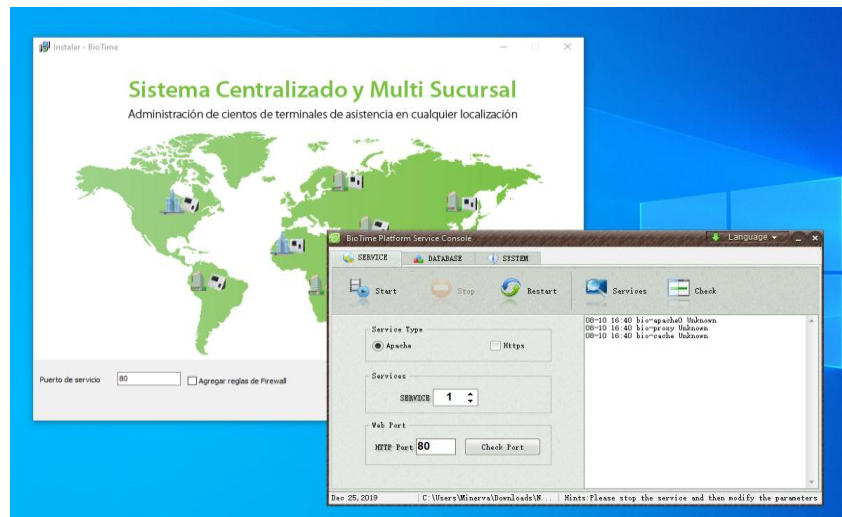 Instalar - BioTime
Sistema Centralizado y Multi Sucursal
Administración de cientos de terminales de asistencia en cualquier localización
Puerto de servicio 80 Agregar reglas de Firewall
BioTime Platform Service Console Language
SERVICE DATABASE SYSTEM
Start Stop Restart Services Check
Service Type
Apache Https
Services
SERVICE 1
Web Port
HTTP Port 80 Check Port
08-10 16:40 bio-apache0 Unknown
08-10 16:40 bio-proxy Unknown
08-10 16:40 bio-cache Unknown
Dec 25, 2019 C:\Users\Minerva\Downloads\N... Hints:Please stop the service and then modify the parameters